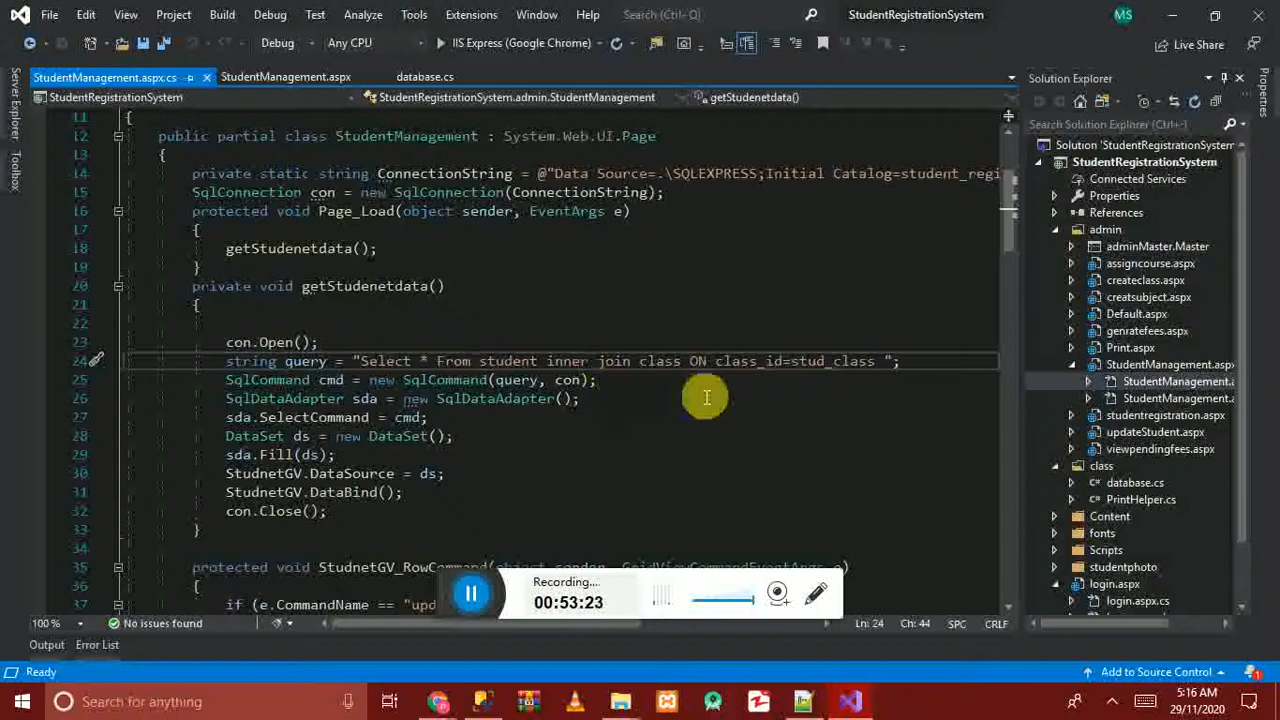 File Edit View Project Build Debug Test Analyze Tools Extensions Window Help Search (Ctrl+Q) StudentRegistrationSystem MS
Debug Any CPU IIS Express (Google Chrome) Live Share
StudentManagement.aspx.cs StudentManagement.aspx database.cs
StudentRegistrationSystem StudentRegistrationSystem.admin.StudentManagement getStudenetdata()
11 {
12 public partial class StudentManagement : System.Web.UI.Page
13 {
14 private static string ConnectionString = @"Data Source=.\SQLEXPRESS;Initial Catalog=student_regi
15 SqlConnection con = new SqlConnection(ConnectionString);
16 protected void Page_Load(object sender, EventArgs e)
17 {
18 getStudenetdata();
19 }
20 private void getStudenetdata()
21 {
22
23 con.Open();
24 string query = "Select * From student inner join class ON class_id=stud_class ";
25 SqlCommand cmd = new SqlCommand(query, con);
26 SqlDataAdapter sda = new SqlDataAdapter();
27 sda.SelectCommand = cmd;
28 DataSet ds = new DataSet();
29 sda.Fill(ds);
30 StudnetGV.DataSource = ds;
31 StudnetGV.DataBind();
32 con.Close();
33 }
34
35 protected void StudnetGV_RowCommand(object sender, GridViewCommandEventArgs e)
36 {
37 if (e.CommandName == "upd
Recording....
00:53:23
100 % No issues found Ln: 24 Ch: 44 SPC CRLF
Output Error List
Server Explorer
Toolbox
Solution Explorer
Search Solution Explorer (
Solution 'StudentRegistrationSystem
StudentRegistrationSystem
Connected Services
Properties
References
admin
adminMaster.Master
assigncourse.aspx
createclass.aspx
creatsubject.aspx
Default.aspx
genratefees.aspx
Print.aspx
StudentManagement.aspx
StudentManagement.a
StudentManagement.a
studentregistration.aspx
updateStudent.aspx
viewpendingfees.aspx
class
database.cs
PrintHelper.cs
Content
fonts
Scripts
studentphoto
login.aspx
login.aspx.cs
Properties
Ready Add to Source Control 1
Search for anything
5:16 AM
29/11/2020